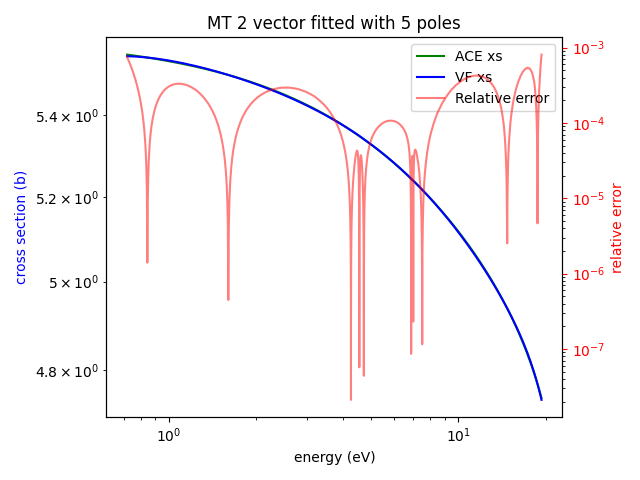 MT 2 vector fitted with 5 poles
ACE xs
VF xs
Relative error
cross section (b)
5.4 × 10⁰
5.2 × 10⁰
5 × 10⁰
4.8 × 10⁰
10⁻³
10⁻⁴
10⁻⁵
10⁻⁶
10⁻⁷
relative error
10⁰
10¹
energy (eV)